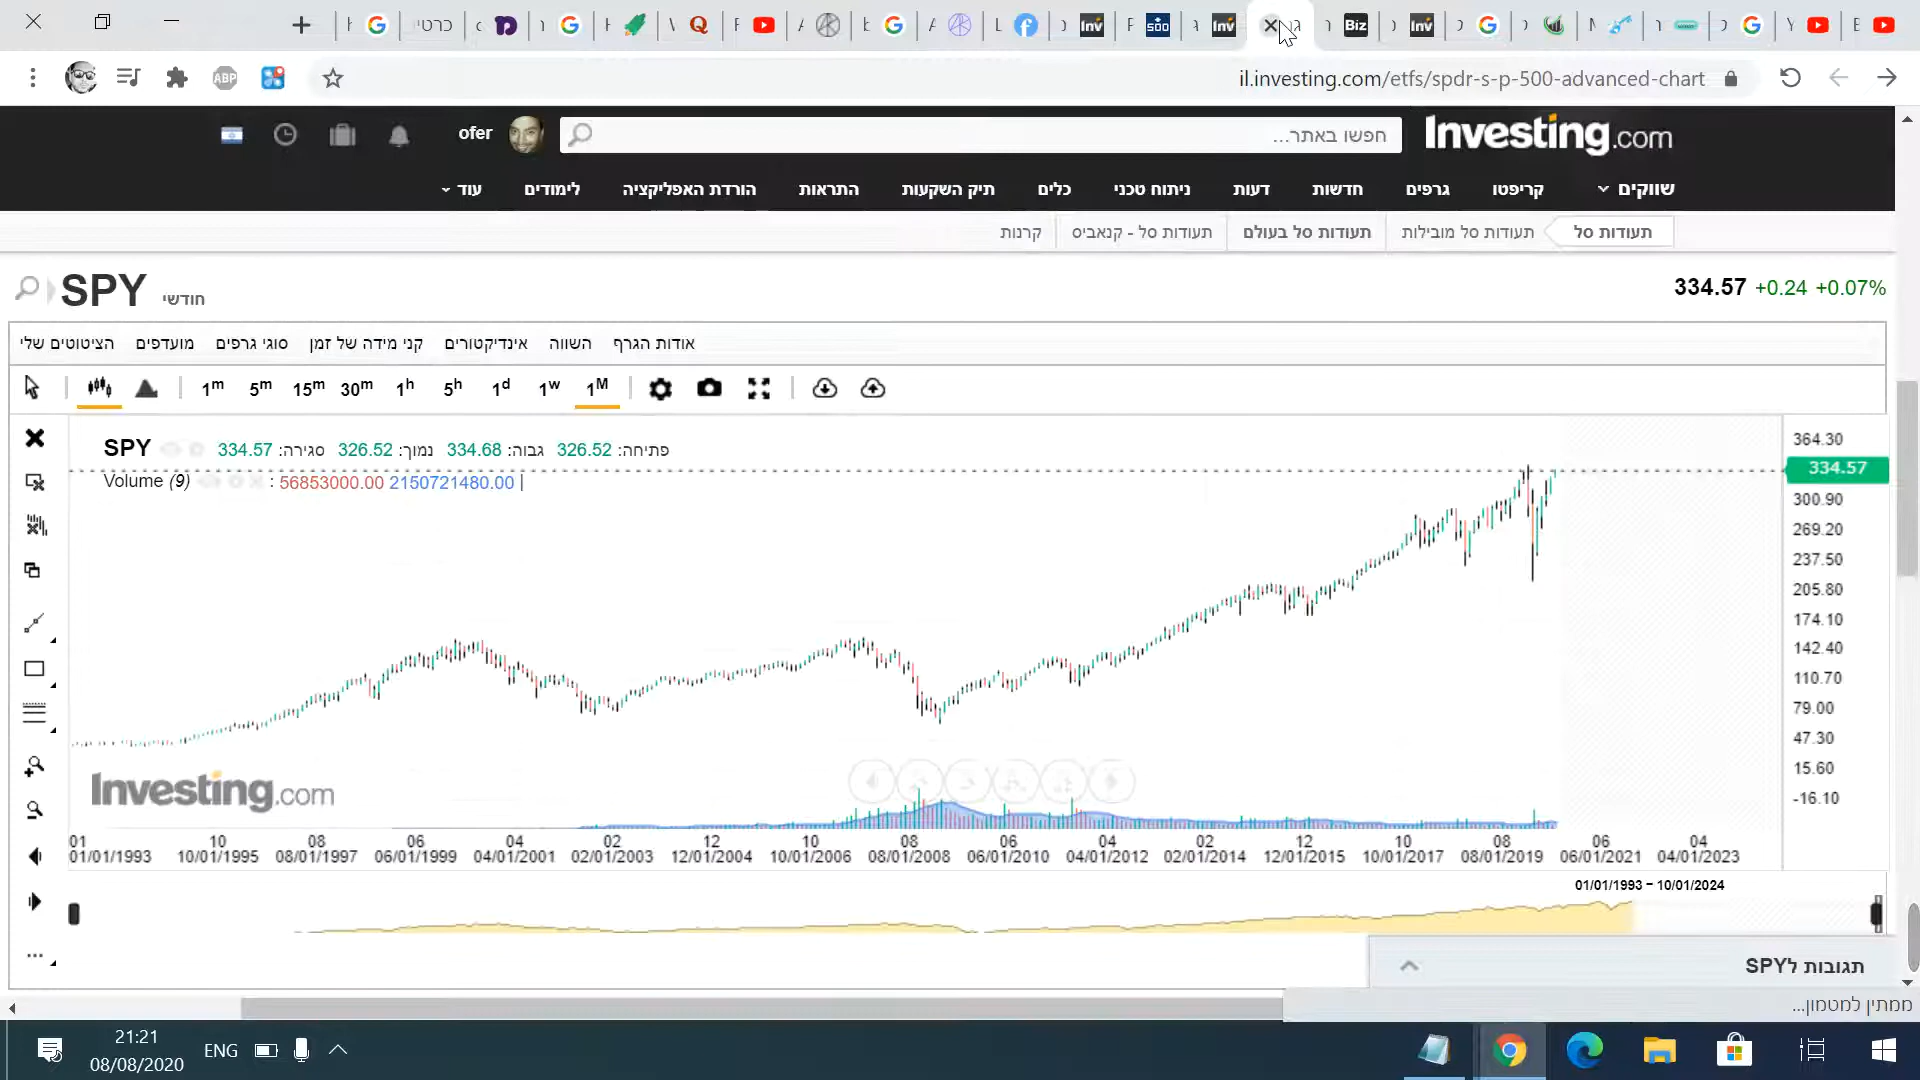 כרטי
il.investing.com/etfs/spdr-s-p-500-advanced-chart
ofer
חפשו באתר...
Investing.com
שווקים
קריפטו
גרפים
חדשות
דעות
ניתוח טכני
כלים
תיק השקעות
התראות
הורדת האפליקציה
לימודים
עוד
תעודות סל
תעודות סל מובילות
תעודות סל בעולם
תעודות סל - קנאביס
קרנות
SPY חודשי
334.57 +0.24 +0.07%
הציטוטים שלי
מועדפים
סוגי גרפים
קני מידה של זמן
אינדיקטורים
השווה
אודות הגרף
1m 5m 15m 30m 1h 5h 1d 1w 1M
SPY
פתיחה: 326.52 גבוה: 334.68 נמוך: 326.52 סגירה: 334.57
Volume (9) : 56853000.00 2150721480.00 |
364.30
334.57
300.90
269.20
237.50
205.80
174.10
142.40
110.70
79.00
47.30
15.60
-16.10
Investing.com
01 10 08 06 04 02 12 10 08 06 04 02 12 10 08 06 04
01/01/1993 10/01/1995 08/01/1997 06/01/1999 04/01/2001 02/01/2003 12/01/2004 10/01/2006 08/01/2008 06/01/2010 04/01/2012 02/01/2014 12/01/2015 10/01/2017 08/01/2019 06/01/2021 04/01/2023
01/01/1993 - 10/01/2024
תגובות לSPY
ממתין למטמון...
21:21
08/08/2020
ENG